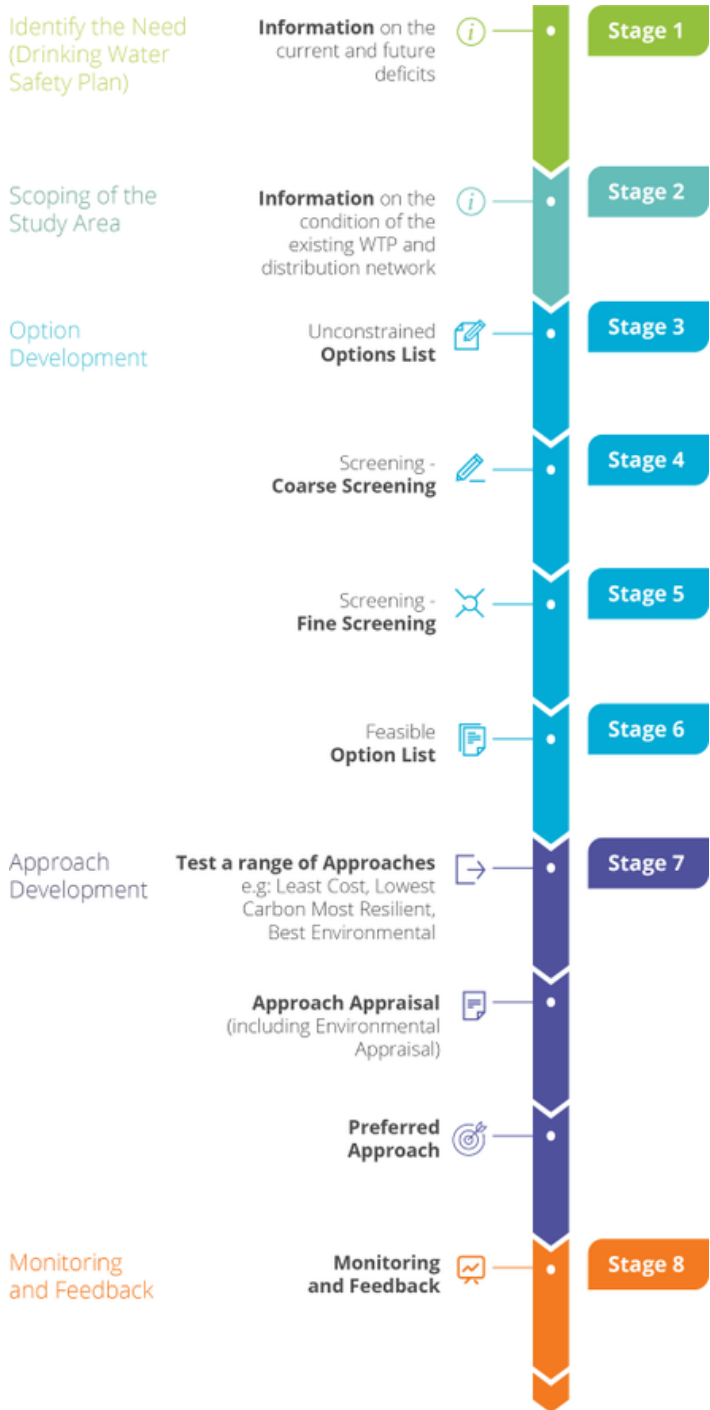 Identify the Need
(Drinking Water
Safety Plan)
Information on the
current and future
deficits
Stage 1
Scoping of the
Study Area
Information on the
condition of the
existing WTP and
distribution network
Stage 2
Option
Development
Unconstrained
Options List
Stage 3
Screening -
Coarse Screening
Stage 4
Screening -
Fine Screening
Stage 5
Feasible
Option List
Stage 6
Approach
Development
Test a range of Approaches
e.g: Least Cost, Lowest
Carbon Most Resilient,
Best Environmental
Stage 7
Approach Appraisal
(including Environmental
Appraisal)
Preferred
Approach
Monitoring
and Feedback
Monitoring
and Feedback
Stage 8